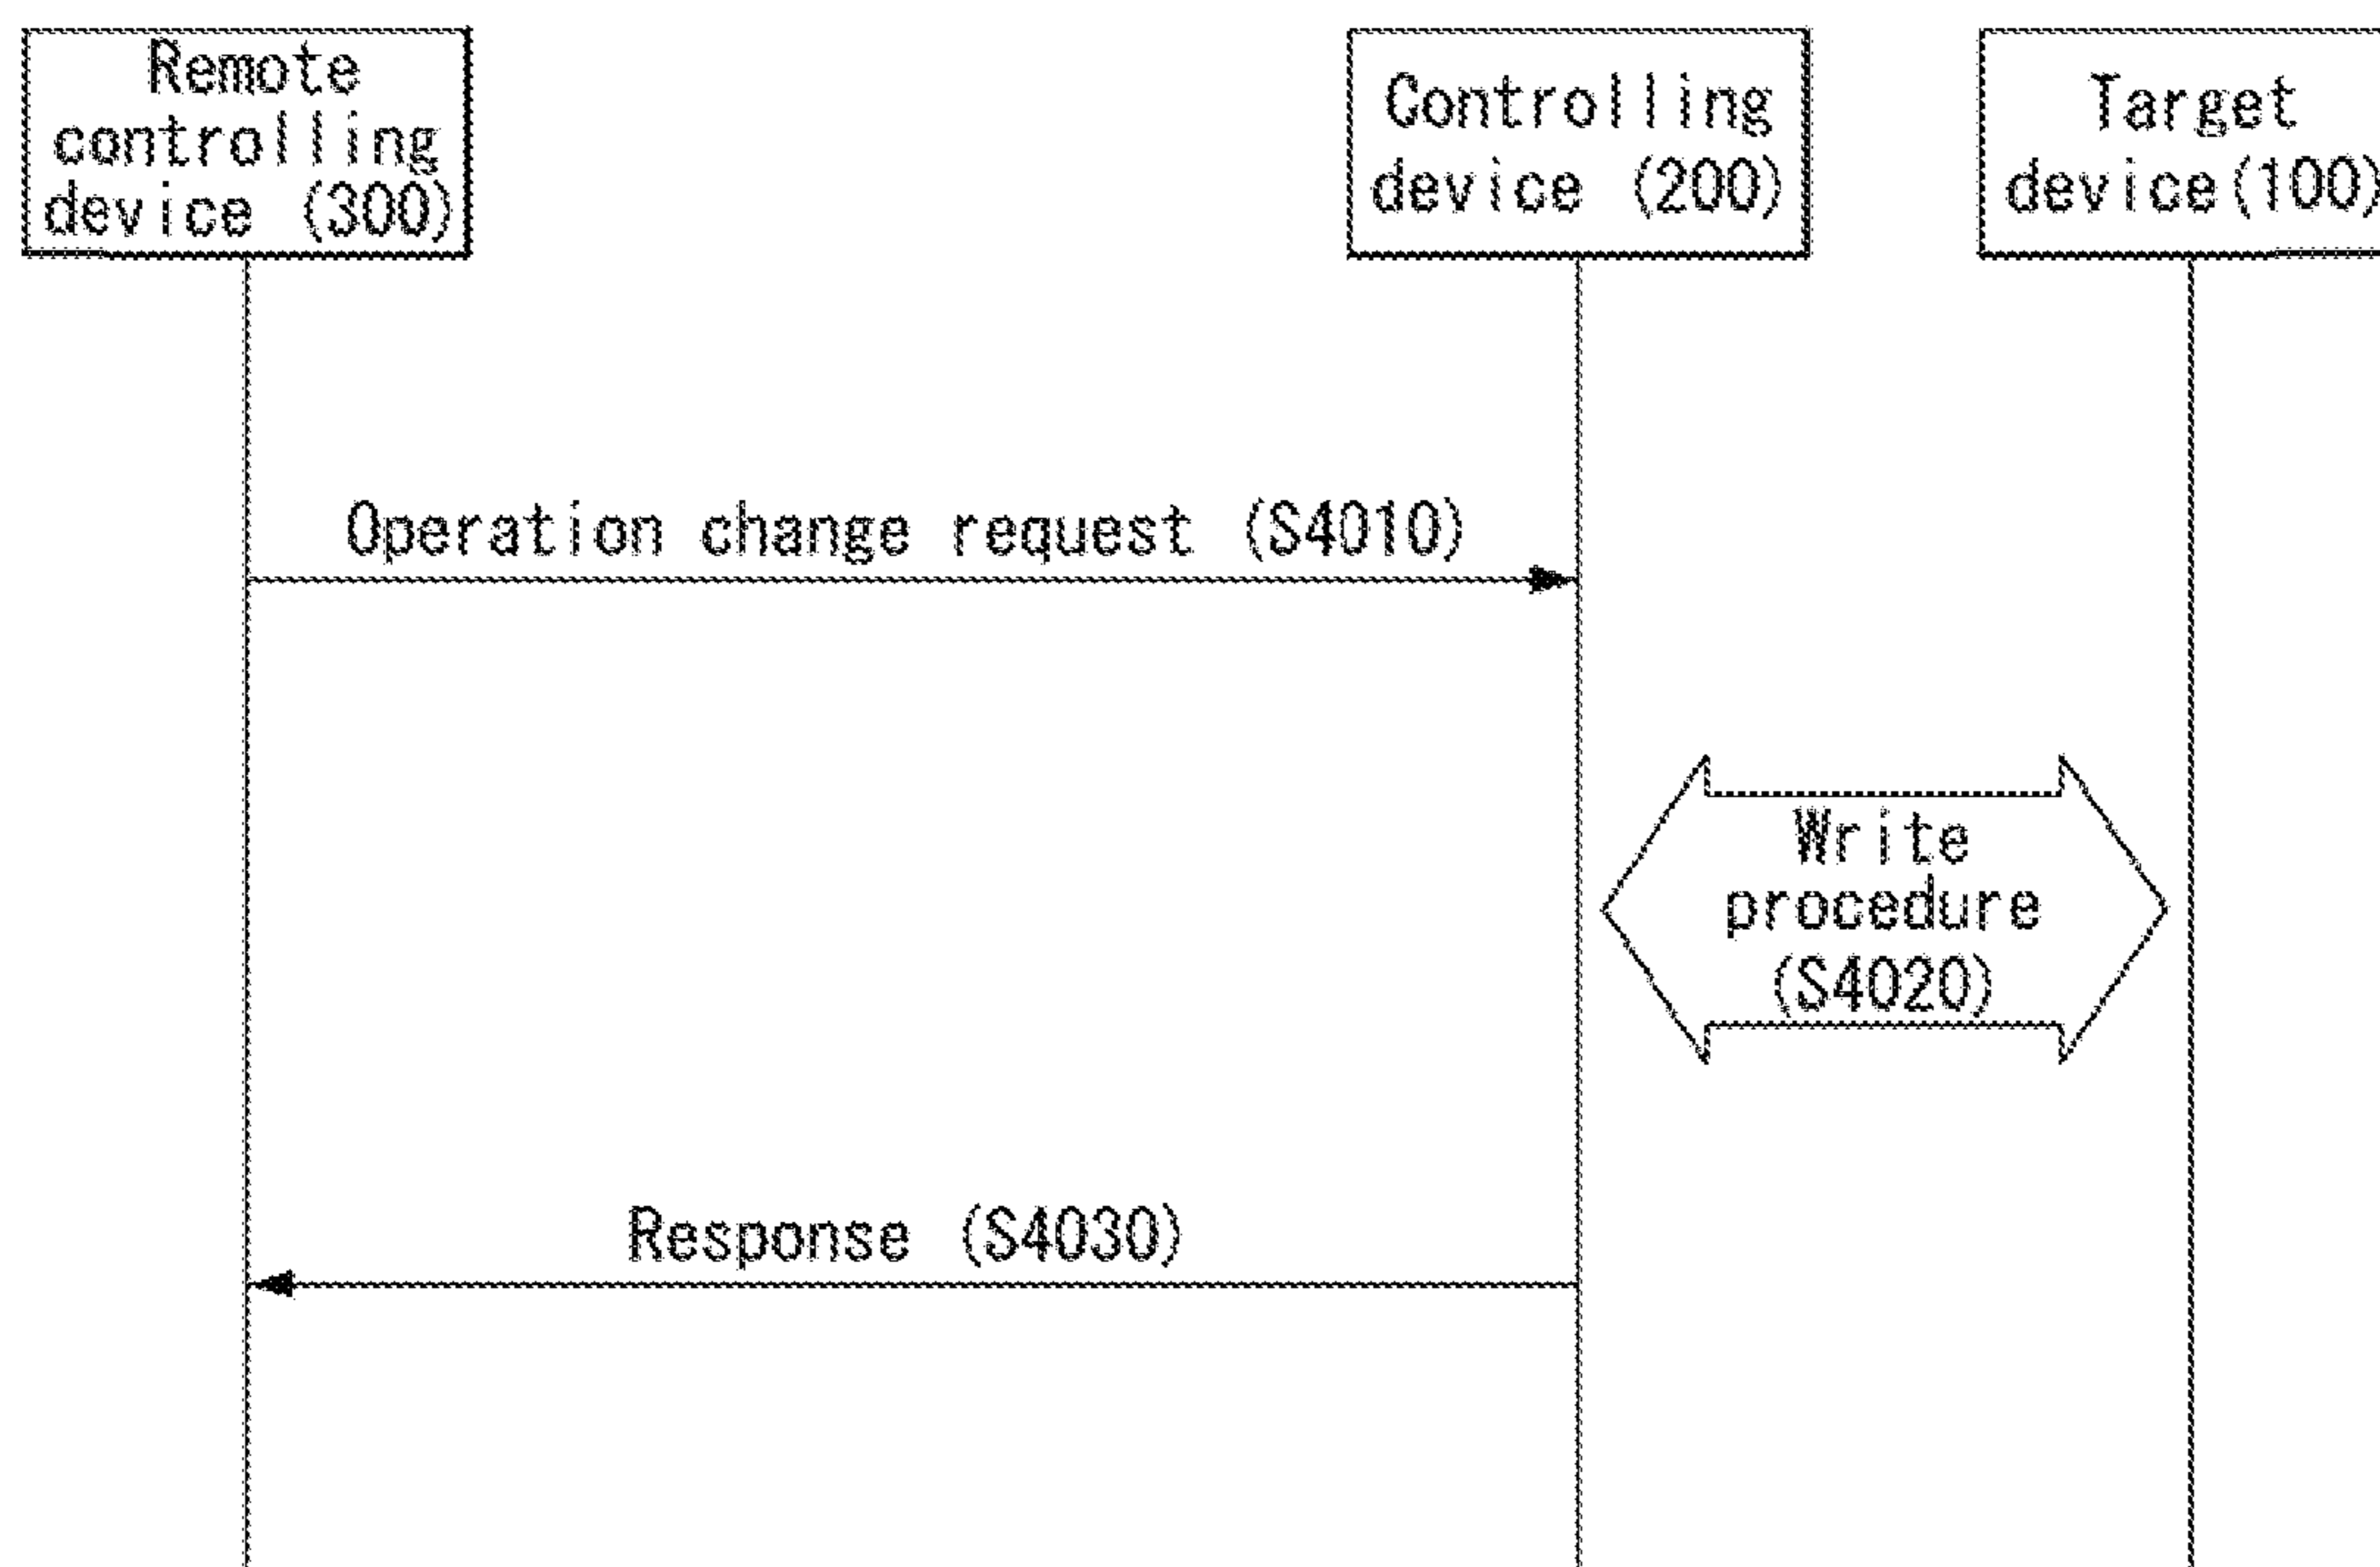 Remote
controlling
device (300)
Controlling
device (200)
Target
device(100)
Operation change request (S4010)
Write
procedure
(S4020)
Response (S4030)